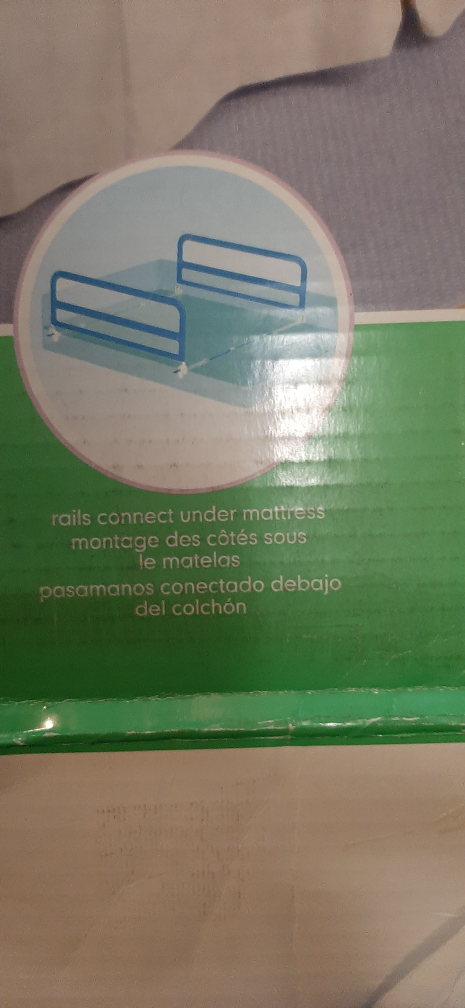 rails connect under mattress
montage des côtés sous
le matelas
pasamanos conectado debajo
del colchón